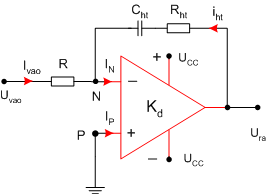 C_ht R_ht i_ht
I_vao R I_N + U_CC
U_vao N − K_d
I_P
P + U_ra
− U_CC